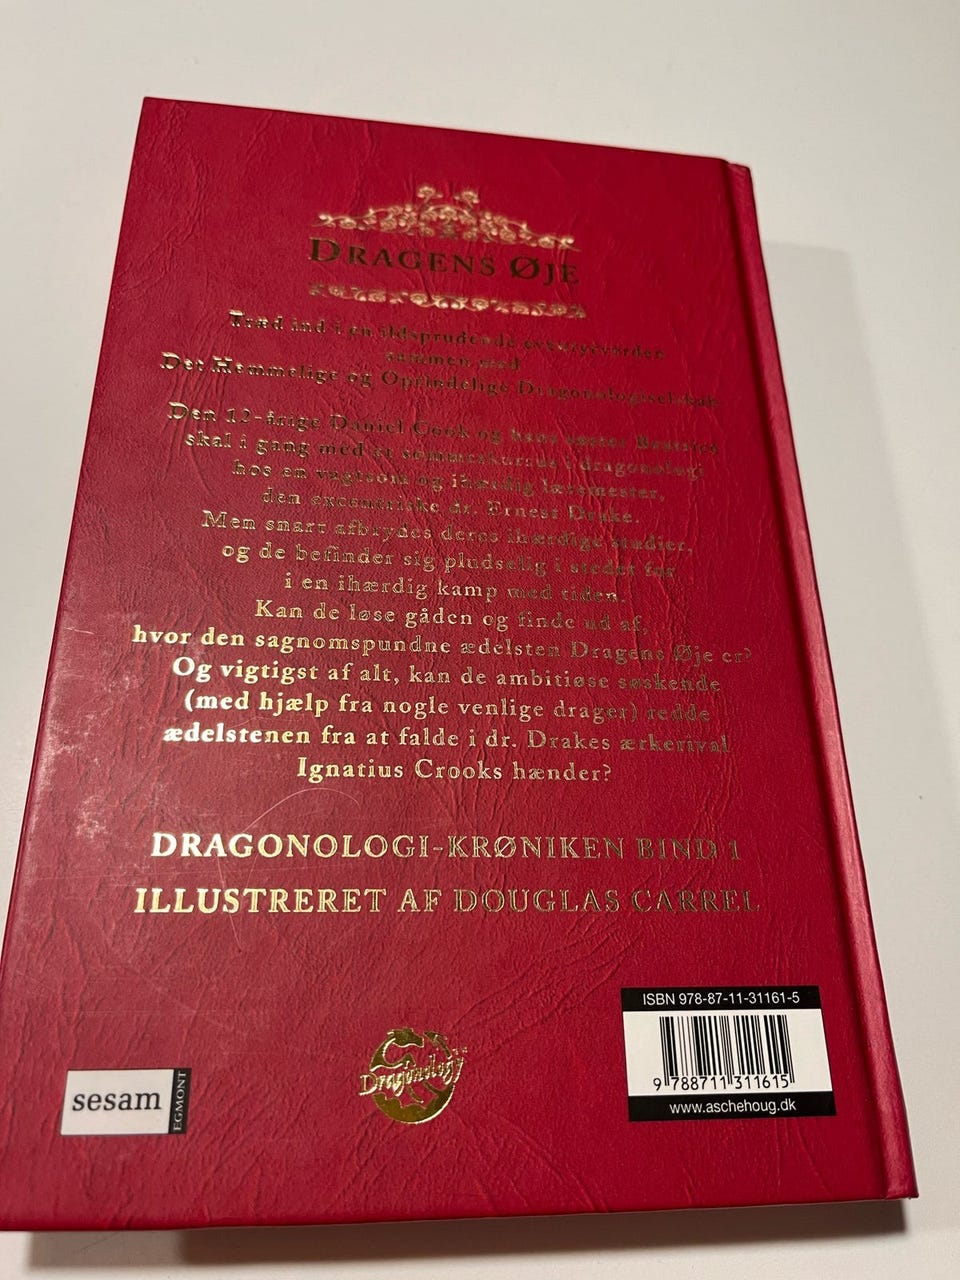 DRAGENS ØJE
Træd ind i en ildsprudende eventyrverden
sammen med
Det Hemmelige og Oprindelige Dragonologiselskab
Den 12-årige Daniel Cook og hans søster Beatrice
skal i gang med et sommerkursus i dragonologi
hos en vagtsom og ihærdig læremester,
den excentriske dr. Ernest Drake.
Men snart afbrydes deres ihærdige studier,
og de befinder sig pludselig i stedet for
i en ihærdig kamp med tiden.
Kan de løse gåden og finde ud af,
hvor den sagnomspundne ædelsten Dragens Øje er?
Og vigtigst af alt, kan de ambitiøse søskende
(med hjælp fra nogle venlige drager) redde
ædelstenen fra at falde i dr. Drakes ærkerival
Ignatius Crooks hænder?
DRAGONOLOGI-KRØNIKEN BIND 1
ILLUSTRERET AF DOUGLAS CARREL
ISBN 978-87-11-31161-5
9 788711 311615
www.aschehoug.dk
Dragonology
sesam
EGMONT